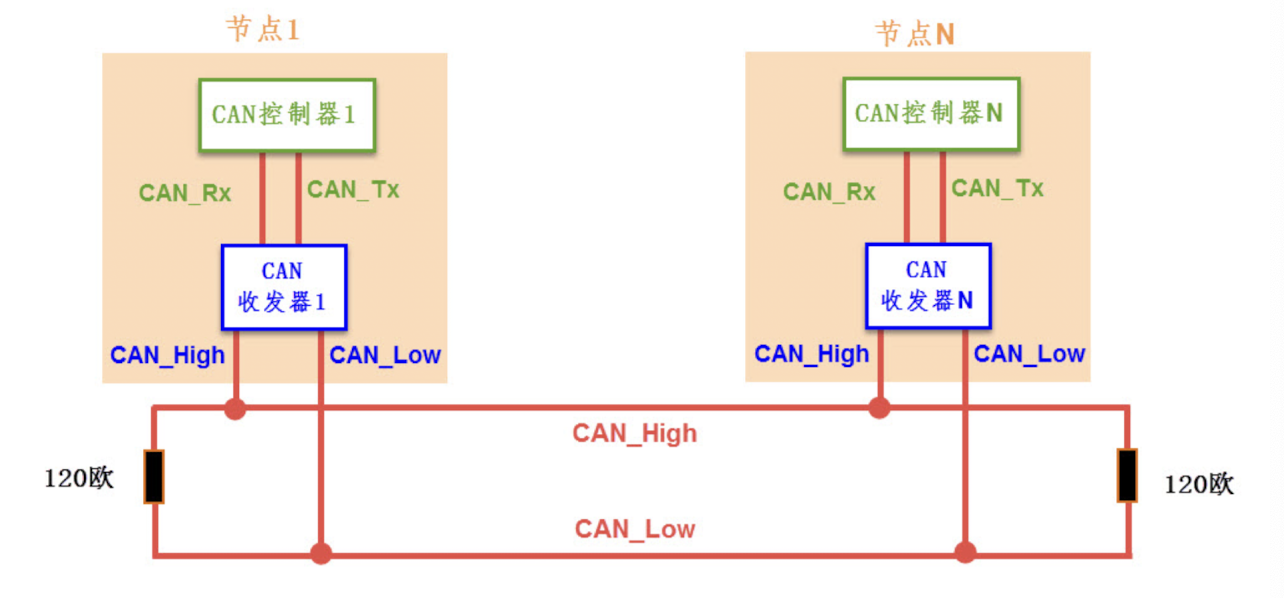 节点1
节点N
CAN控制器1
CAN控制器N
CAN_Rx
CAN_Tx
CAN_Rx
CAN_Tx
CAN
收发器1
CAN
收发器N
CAN_High
CAN_Low
CAN_High
CAN_Low
CAN_High
120欧
120欧
CAN_Low